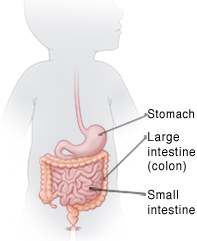 Stomach
Large
intestine
(colon)
Small
intestine